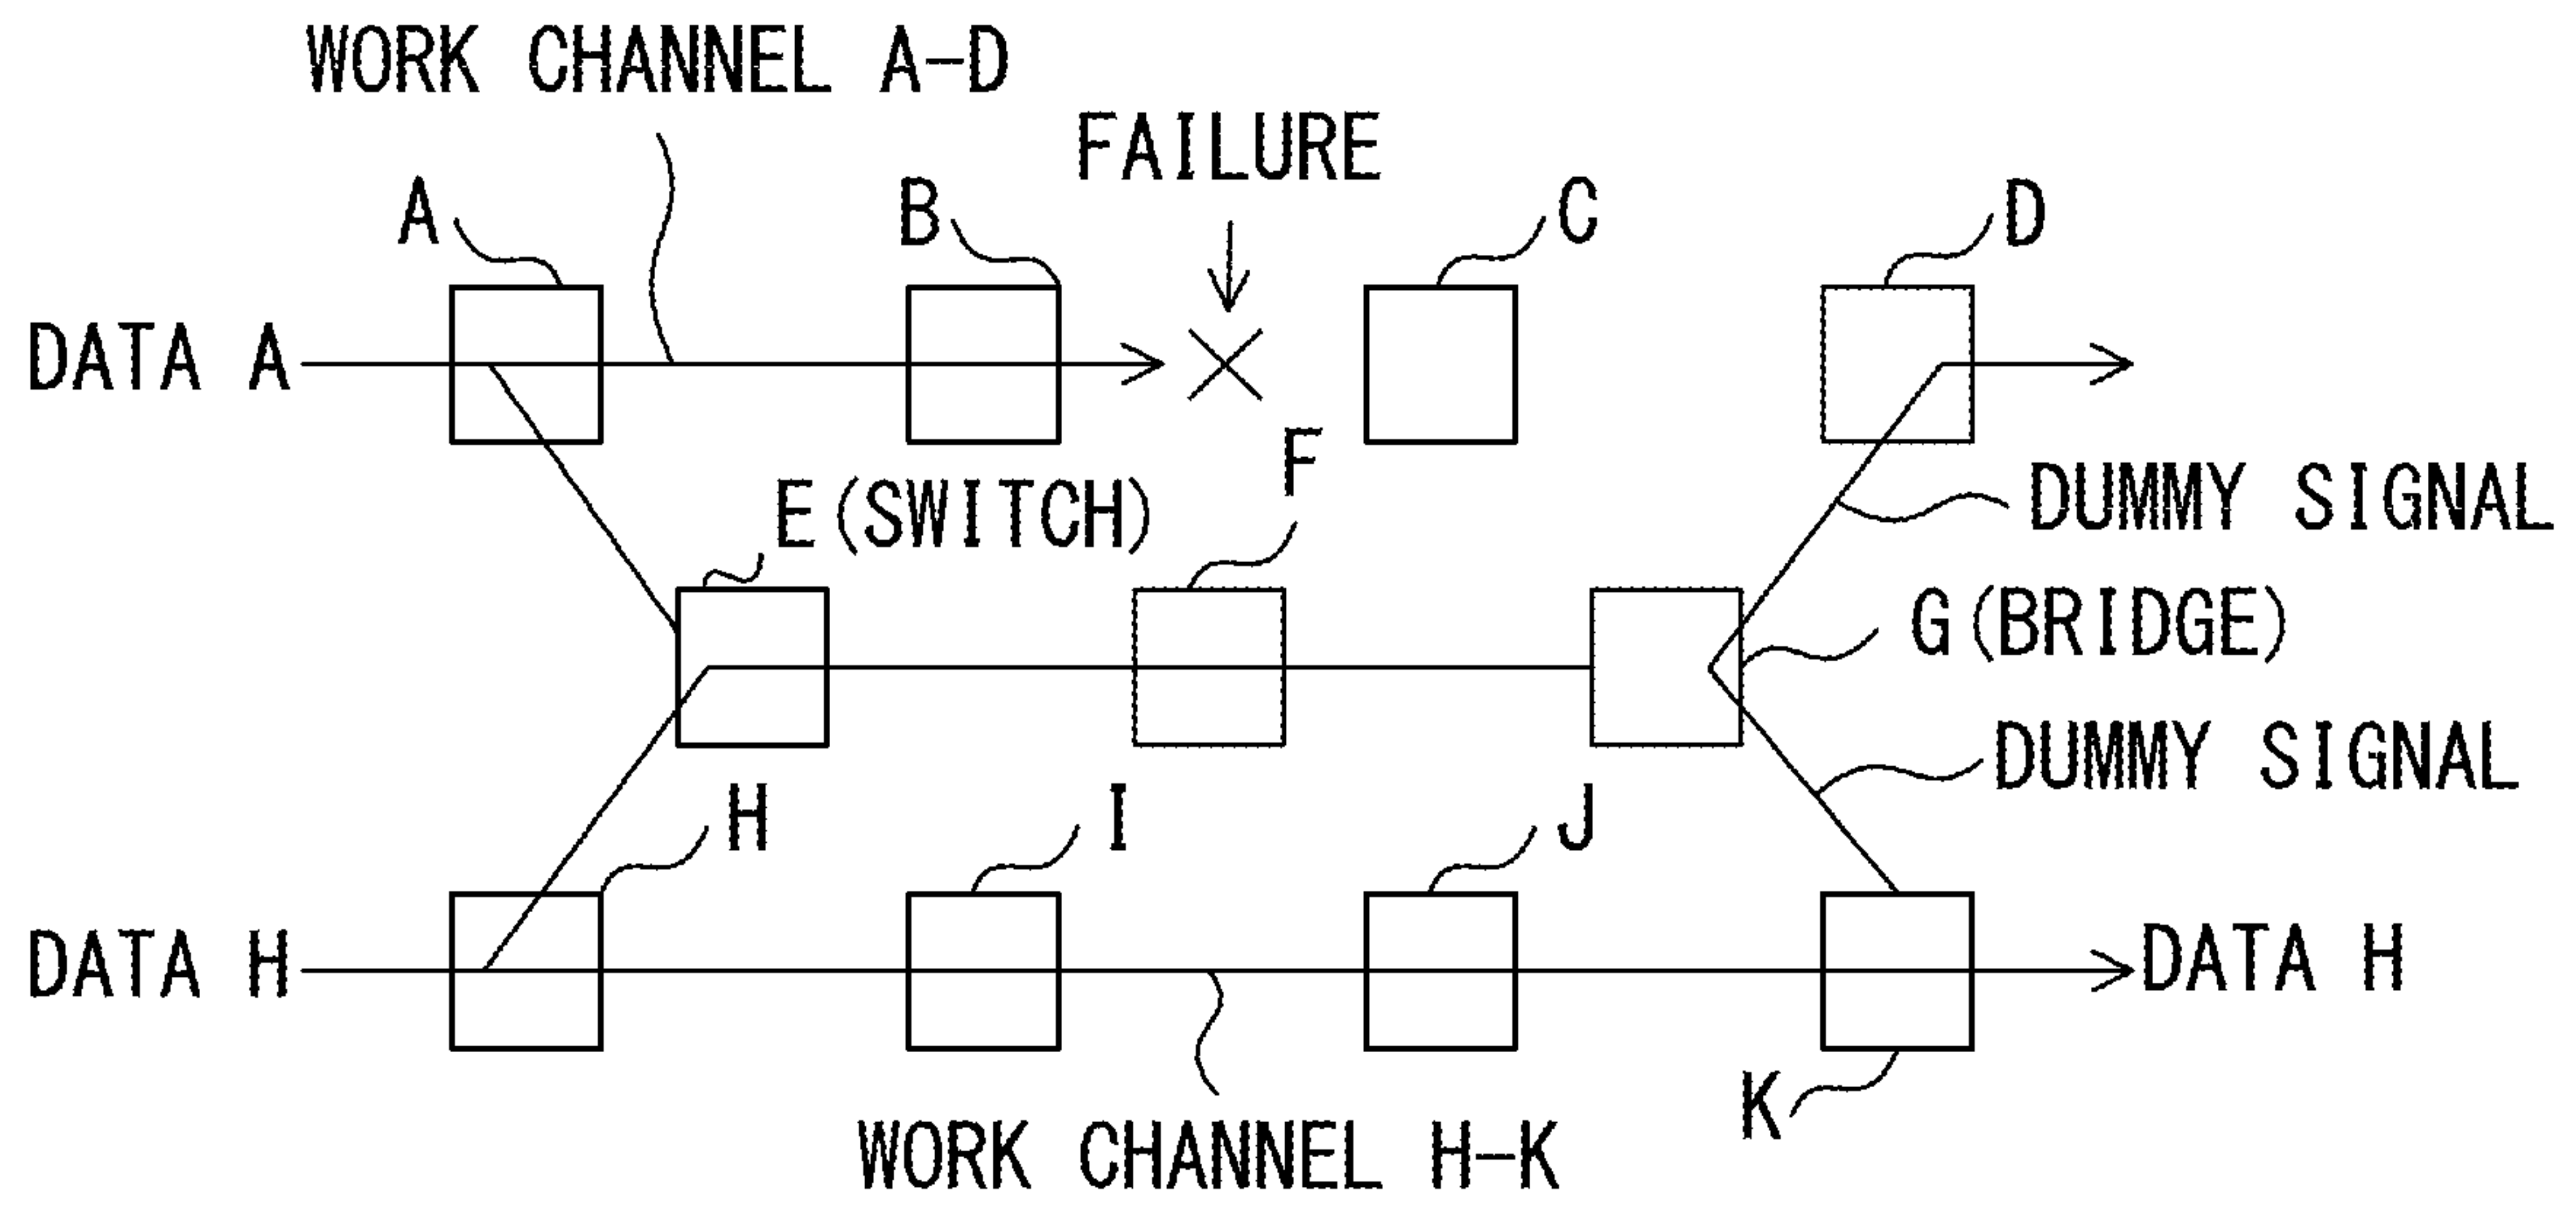 WORK CHANNEL A-D
FAILURE
A
B
C
D
DATA A
F
E(SWITCH)
DUMMY SIGNAL
G(BRIDGE)
DUMMY SIGNAL
H
I
J
DATA H
DATA H
K
WORK CHANNEL H-K